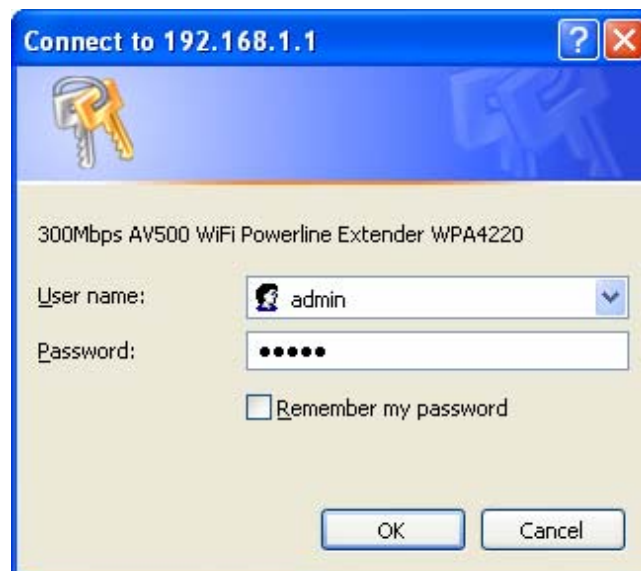 Connect to 192.168.1.1
300Mbps AV500 WiFi Powerline Extender WPA4220
User name:
admin
Password:
•••••
Remember my password
OK
Cancel